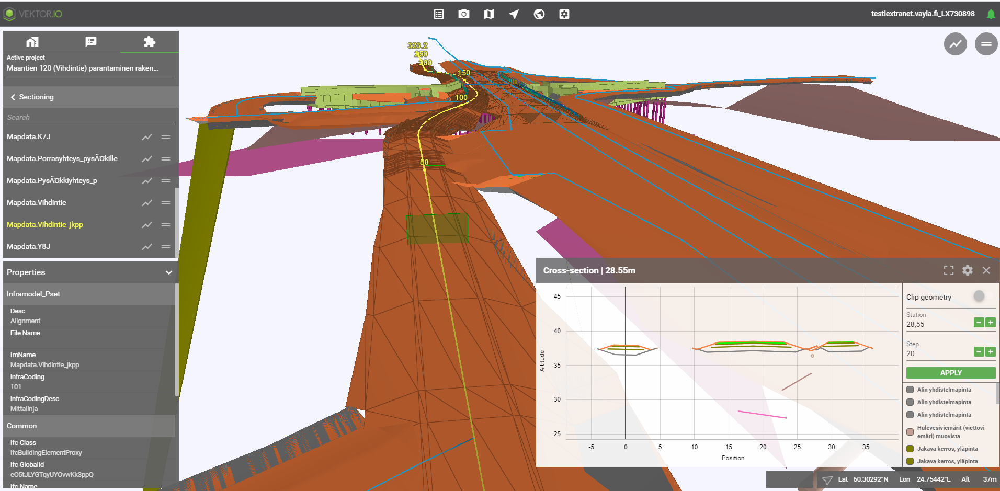 VEKTOR.IO
testiextranet.vayla.fi_LX730898
Active project
Maantien 120 (Vihdintie) parantaminen raken...
Sectioning
Search
Mapdata.K7J
Mapdata.Porrasyhteys_pysÃ¤kille
Mapdata.PysÃ¤kkiyhteys_p
Mapdata.Vihdintie
Mapdata.Vihdintie_jkpp
Mapdata.Y8J
Properties
Inframodel_Pset
Desc
Alignment
File Name
ImName
Mapdata.Vihdintie_jkpp
infraCoding
101
infraCodingDesc
Mittalinja
Common
Ifc-Class
IfcBuildingElementProxy
Ifc-GlobalId
eO5tJLYGTqyUYOvwKk3ppQ
Ifc-Name
323.2
250
200
150
100
50
Cross-section | 28.55m
45
40
35
30
25
Altitude
-5 0 5 10 15 20 25 30 35
Position
Clip geometry
Station
28,55
Step
20
APPLY
Alin yhdistelmapinta
Alin yhdistelmapinta
Alin yhdistelmapinta
Hulevesiviemärit (viettovi
emäri) muovista
Jakava kerros, yläpinta
Jakava kerros, yläpinta
- Lat 60.30292°N Lon 24.75442°E Alt 37m